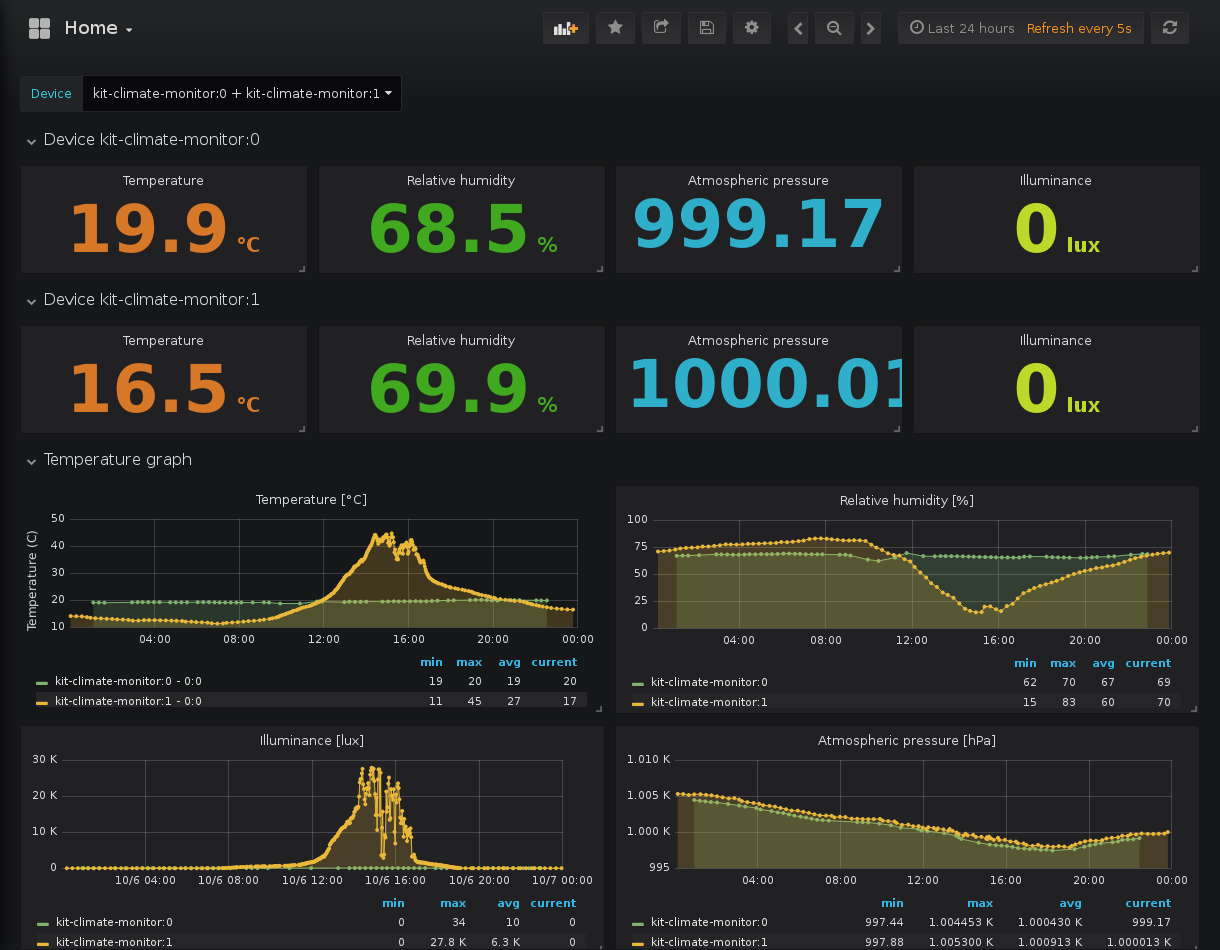 Home
Last 24 hours Refresh every 5s
Device kit-climate-monitor:0 + kit-climate-monitor:1
Device kit-climate-monitor:0
Temperature Relative humidity Atmospheric pressure Illuminance
19.9 °C 68.5 % 999.17 0 lux
Device kit-climate-monitor:1
Temperature Relative humidity Atmospheric pressure Illuminance
16.5 °C 69.9 % 1000.01 0 lux
Temperature graph
Temperature [°C]
Temperature (C)
50
40
30
20
10
04:00 08:00 12:00 16:00 20:00 00:00
min max avg current
kit-climate-monitor:0 - 0:0 19 20 19 20
kit-climate-monitor:1 - 0:0 11 45 27 17
Relative humidity [%]
100
75
50
25
0
04:00 08:00 12:00 16:00 20:00 00:00
min max avg current
kit-climate-monitor:0 62 70 67 69
kit-climate-monitor:1 15 83 60 70
Illuminance [lux]
30 K
20 K
10 K
0
10/6 04:00 10/6 08:00 10/6 12:00 10/6 16:00 10/6 20:00 10/7 00:00
min max avg current
kit-climate-monitor:0 0 34 10 0
kit-climate-monitor:1 0 27.8 K 6.3 K 0
Atmospheric pressure [hPa]
1.010 K
1.005 K
1.000 K
995
04:00 08:00 12:00 16:00 20:00 00:00
min max avg current
kit-climate-monitor:0 997.44 1.004453 K 1.000430 K 999.17
kit-climate-monitor:1 997.88 1.005300 K 1.000913 K 1.000013 K